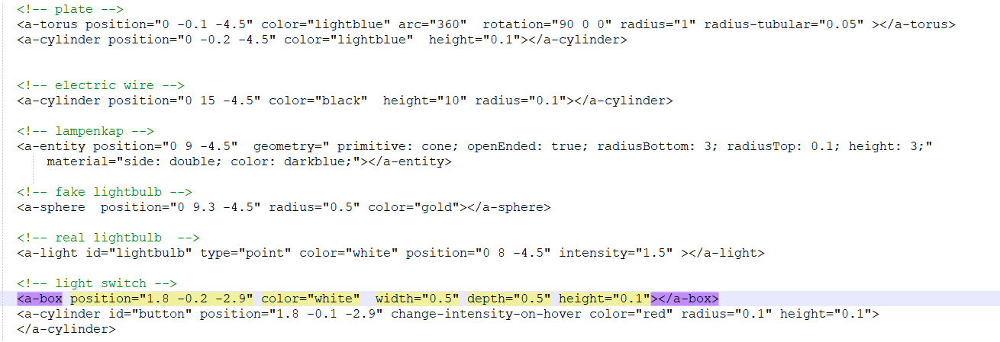 <!-- plate -->
<a-torus position="0 -0.1 -4.5" color="lightblue" arc="360"  rotation="90 0 0" radius="1" radius-tubular="0.05" ></a-torus>
<a-cylinder position="0 -0.2 -4.5" color="lightblue"  height="0.1"></a-cylinder>
<!-- electric wire -->
<a-cylinder position="0 15 -4.5" color="black"  height="10" radius="0.1"></a-cylinder>
<!-- lampenkap -->
<a-entity position="0 9 -4.5"  geometry=" primitive: cone; openEnded: true; radiusBottom: 3; radiusTop: 0.1; height: 3;"
material="side: double; color: darkblue;"></a-entity>
<!-- fake lightbulb -->
<a-sphere  position="0 9.3 -4.5" radius="0.5" color="gold"></a-sphere>
<!-- real lightbulb  -->
<a-light id="lightbulb" type="point" color="white" position="0 8 -4.5" intensity="1.5" ></a-light>
<!-- light switch -->
<a-box position="1.8 -0.2 -2.9" color="white"  width="0.5" depth="0.5" height="0.1"></a-box>
<a-cylinder id="button" position="1.8 -0.1 -2.9" change-intensity-on-hover color="red" radius="0.1" height="0.1">
</a-cylinder>